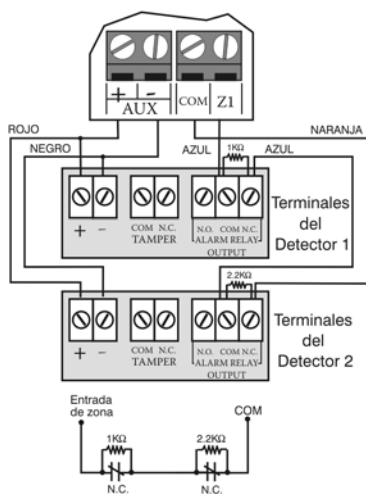 + - COM Z1
AUX
ROJO NARANJA
NEGRO AZUL 1KΩ AZUL
+ - COM N.C. N.O. COM N.C.
TAMPER ALARM RELAY
OUTPUT
Terminales
del
Detector 1
2.2KΩ
+ - COM N.C. N.O. COM N.C.
TAMPER ALARM RELAY
OUTPUT
Terminales
del
Detector 2
Entrada
de zona
COM
1KΩ 2.2KΩ
N.C. N.C.